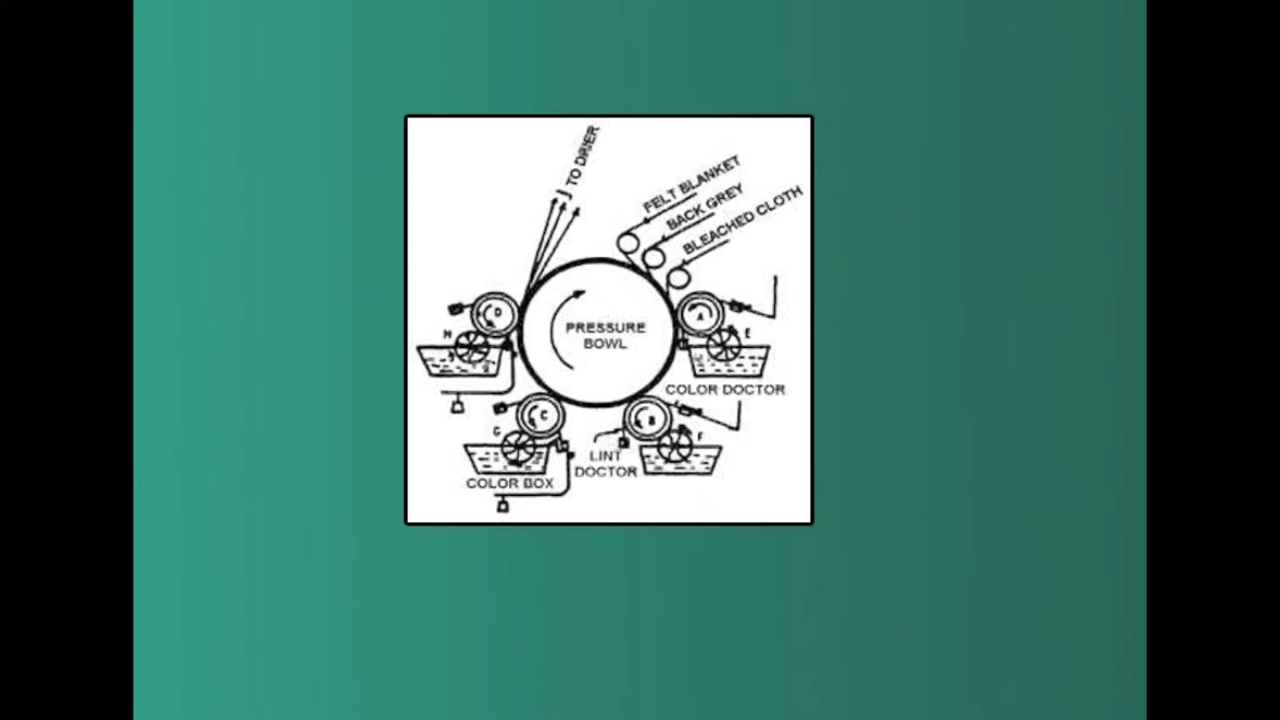 TO DRIER
FELT BLANKET
BACK GREY
BLEACHED CLOTH
D
A
M
E
PRESSURE
BOWL
COLOR DOCTOR
C
B
G
F
LINT
DOCTOR
COLOR BOX